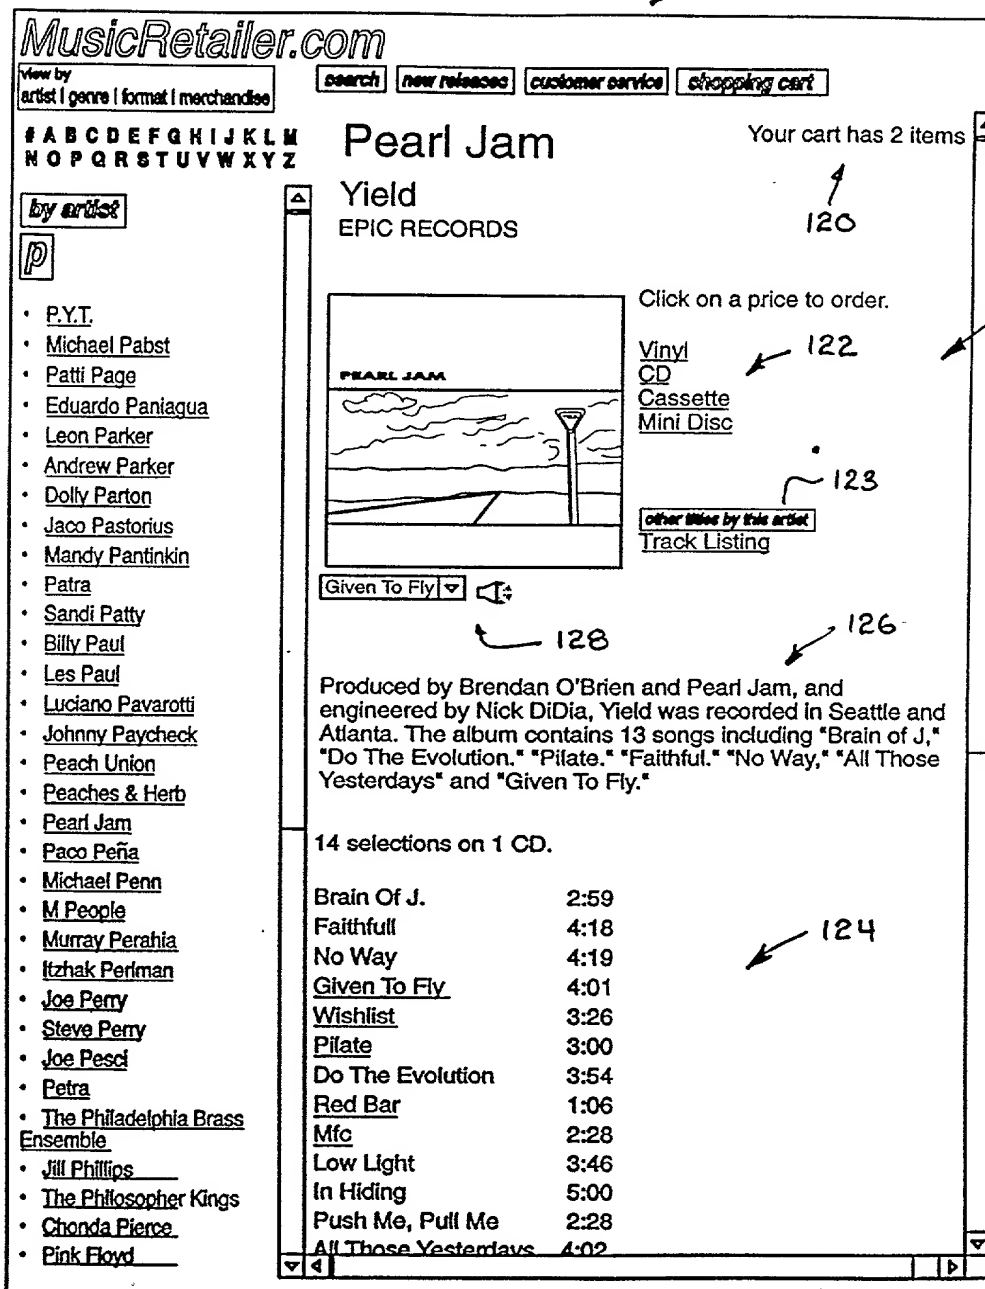 MusicRetailer.com
view by
artist | genre | format | merchandise
search new releases customer service shopping cart
# A B C D E F G H I J K L M
N O P Q R S T U V W X Y Z
by artist
p
• P.Y.T.
• Michael Pabst
• Patti Page
• Eduardo Paniagua
• Leon Parker
• Andrew Parker
• Dolly Parton
• Jaco Pastorius
• Mandy Pantinkin
• Patra
• Sandi Patty
• Billy Paul
• Les Paul
• Luciano Pavarotti
• Johnny Paycheck
• Peach Union
• Peaches & Herb
• Pearl Jam
• Paco Peña
• Michael Penn
• M People
• Murray Perahia
• Itzhak Perlman
• Joe Perry
• Steve Perry
• Joe Pesci
• Petra
• The Philadelphia Brass
Ensemble
• Jill Phillips
• The Philosopher Kings
• Chonda Pierce
• Pink Floyd
Pearl Jam
Your cart has 2 items
120
Yield
EPIC RECORDS
PEARL JAM
Click on a price to order.
Vinyl
122
CD
Cassette
Mini Disc
123
other titles by this artist
Track Listing
Given To Fly
128
126
Produced by Brendan O'Brien and Pearl Jam, and
engineered by Nick DiDia, Yield was recorded in Seattle and
Atlanta. The album contains 13 songs including "Brain of J,"
"Do The Evolution." "Pilate." "Faithful." "No Way," "All Those
Yesterdays" and "Given To Fly."
14 selections on 1 CD.
Brain Of J. 2:59
Faithfull 4:18
124
No Way 4:19
Given To Fly 4:01
Wishlist 3:26
Pilate 3:00
Do The Evolution 3:54
Red Bar 1:06
Mfc 2:28
Low Light 3:46
In Hiding 5:00
Push Me, Pull Me 2:28
All Those Yesterdays 4:02